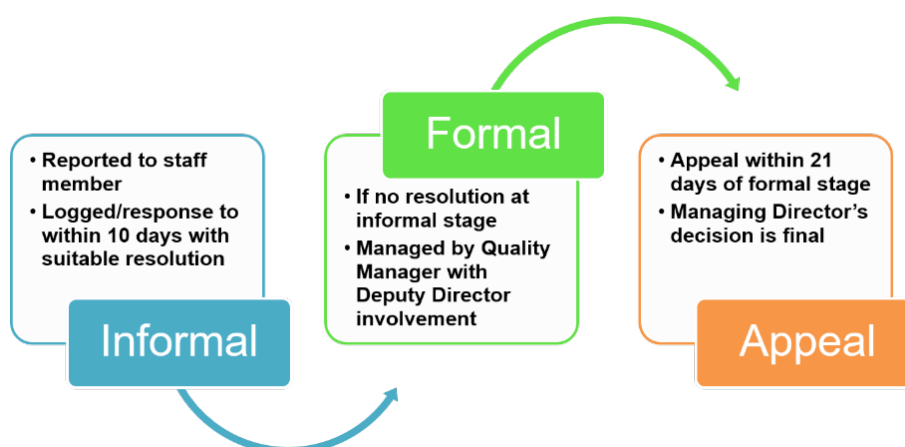 • Reported to staff
member
• Logged/response to
within 10 days with
suitable resolution
Informal
Formal
• If no resolution at
informal stage
• Managed by Quality
Manager with
Deputy Director
involvement
• Appeal within 21
days of formal stage
• Managing Director’s
decision is final
Appeal